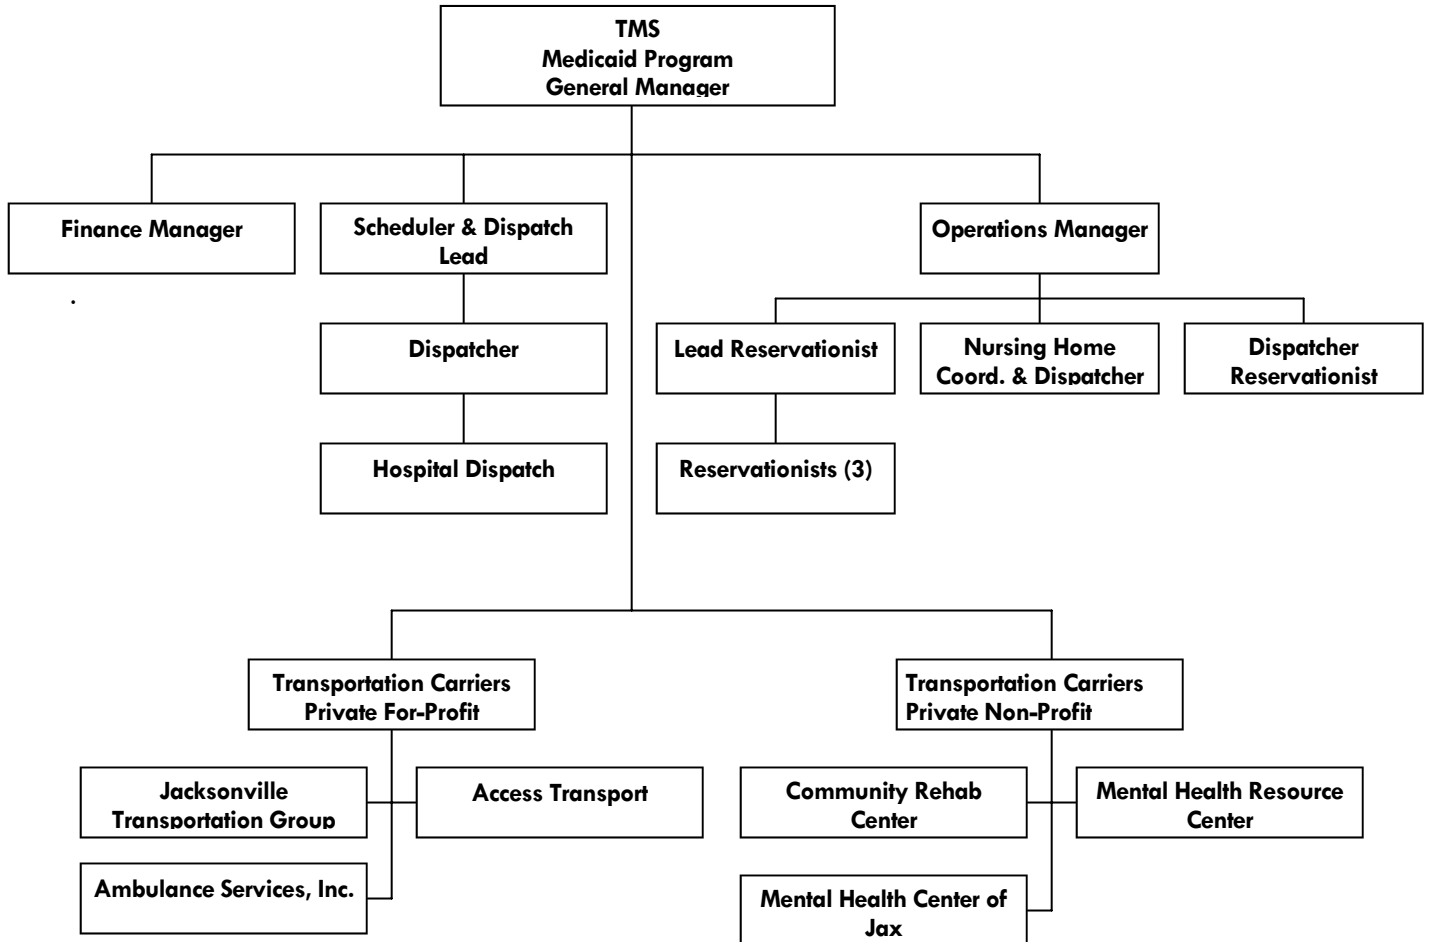 TMS
Medicaid Program
General Manager
Finance Manager
Scheduler & Dispatch
Lead
Operations Manager
.
Dispatcher
Lead Reservationist
Nursing Home
Coord. & Dispatcher
Dispatcher
Reservationist
Hospital Dispatch
Reservationists (3)
Transportation Carriers
Private For-Profit
Transportation Carriers
Private Non-Profit
Jacksonville
Transportation Group
Access Transport
Community Rehab
Center
Mental Health Resource
Center
Ambulance Services, Inc.
Mental Health Center of
Jax